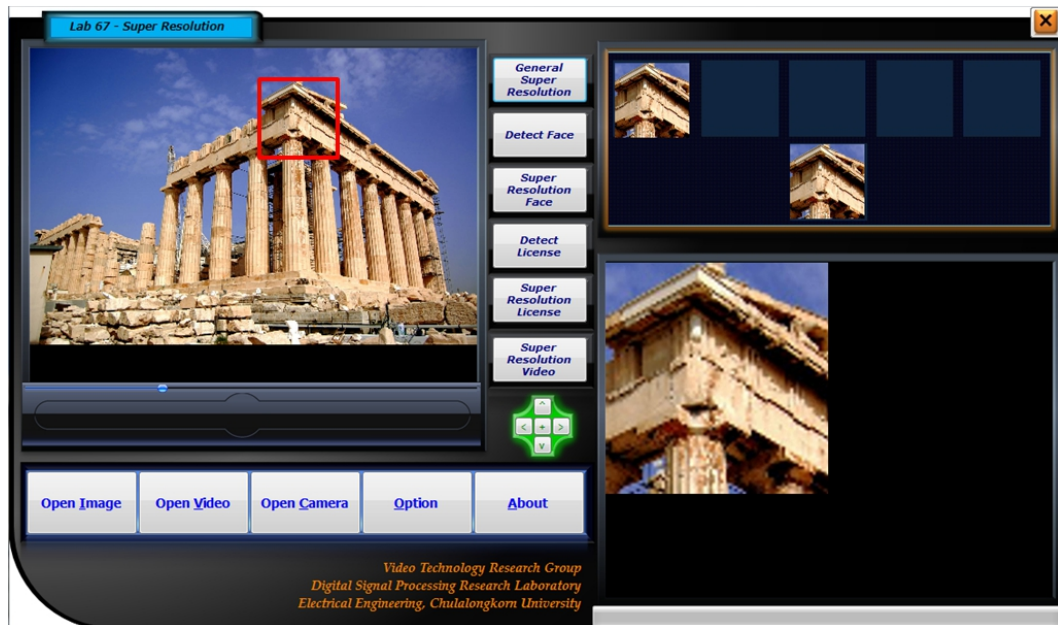 Lab 67 - Super Resolution
General
Super
Resolution
Detect Face
Super
Resolution
Face
Detect
License
Super
Resolution
License
Super
Resolution
Video
^
< + >
v
Open Image
Open Video
Open Camera
Option
About
Video Technology Research Group
Digital Signal Processing Research Laboratory
Electrical Engineering, Chulalongkorn University